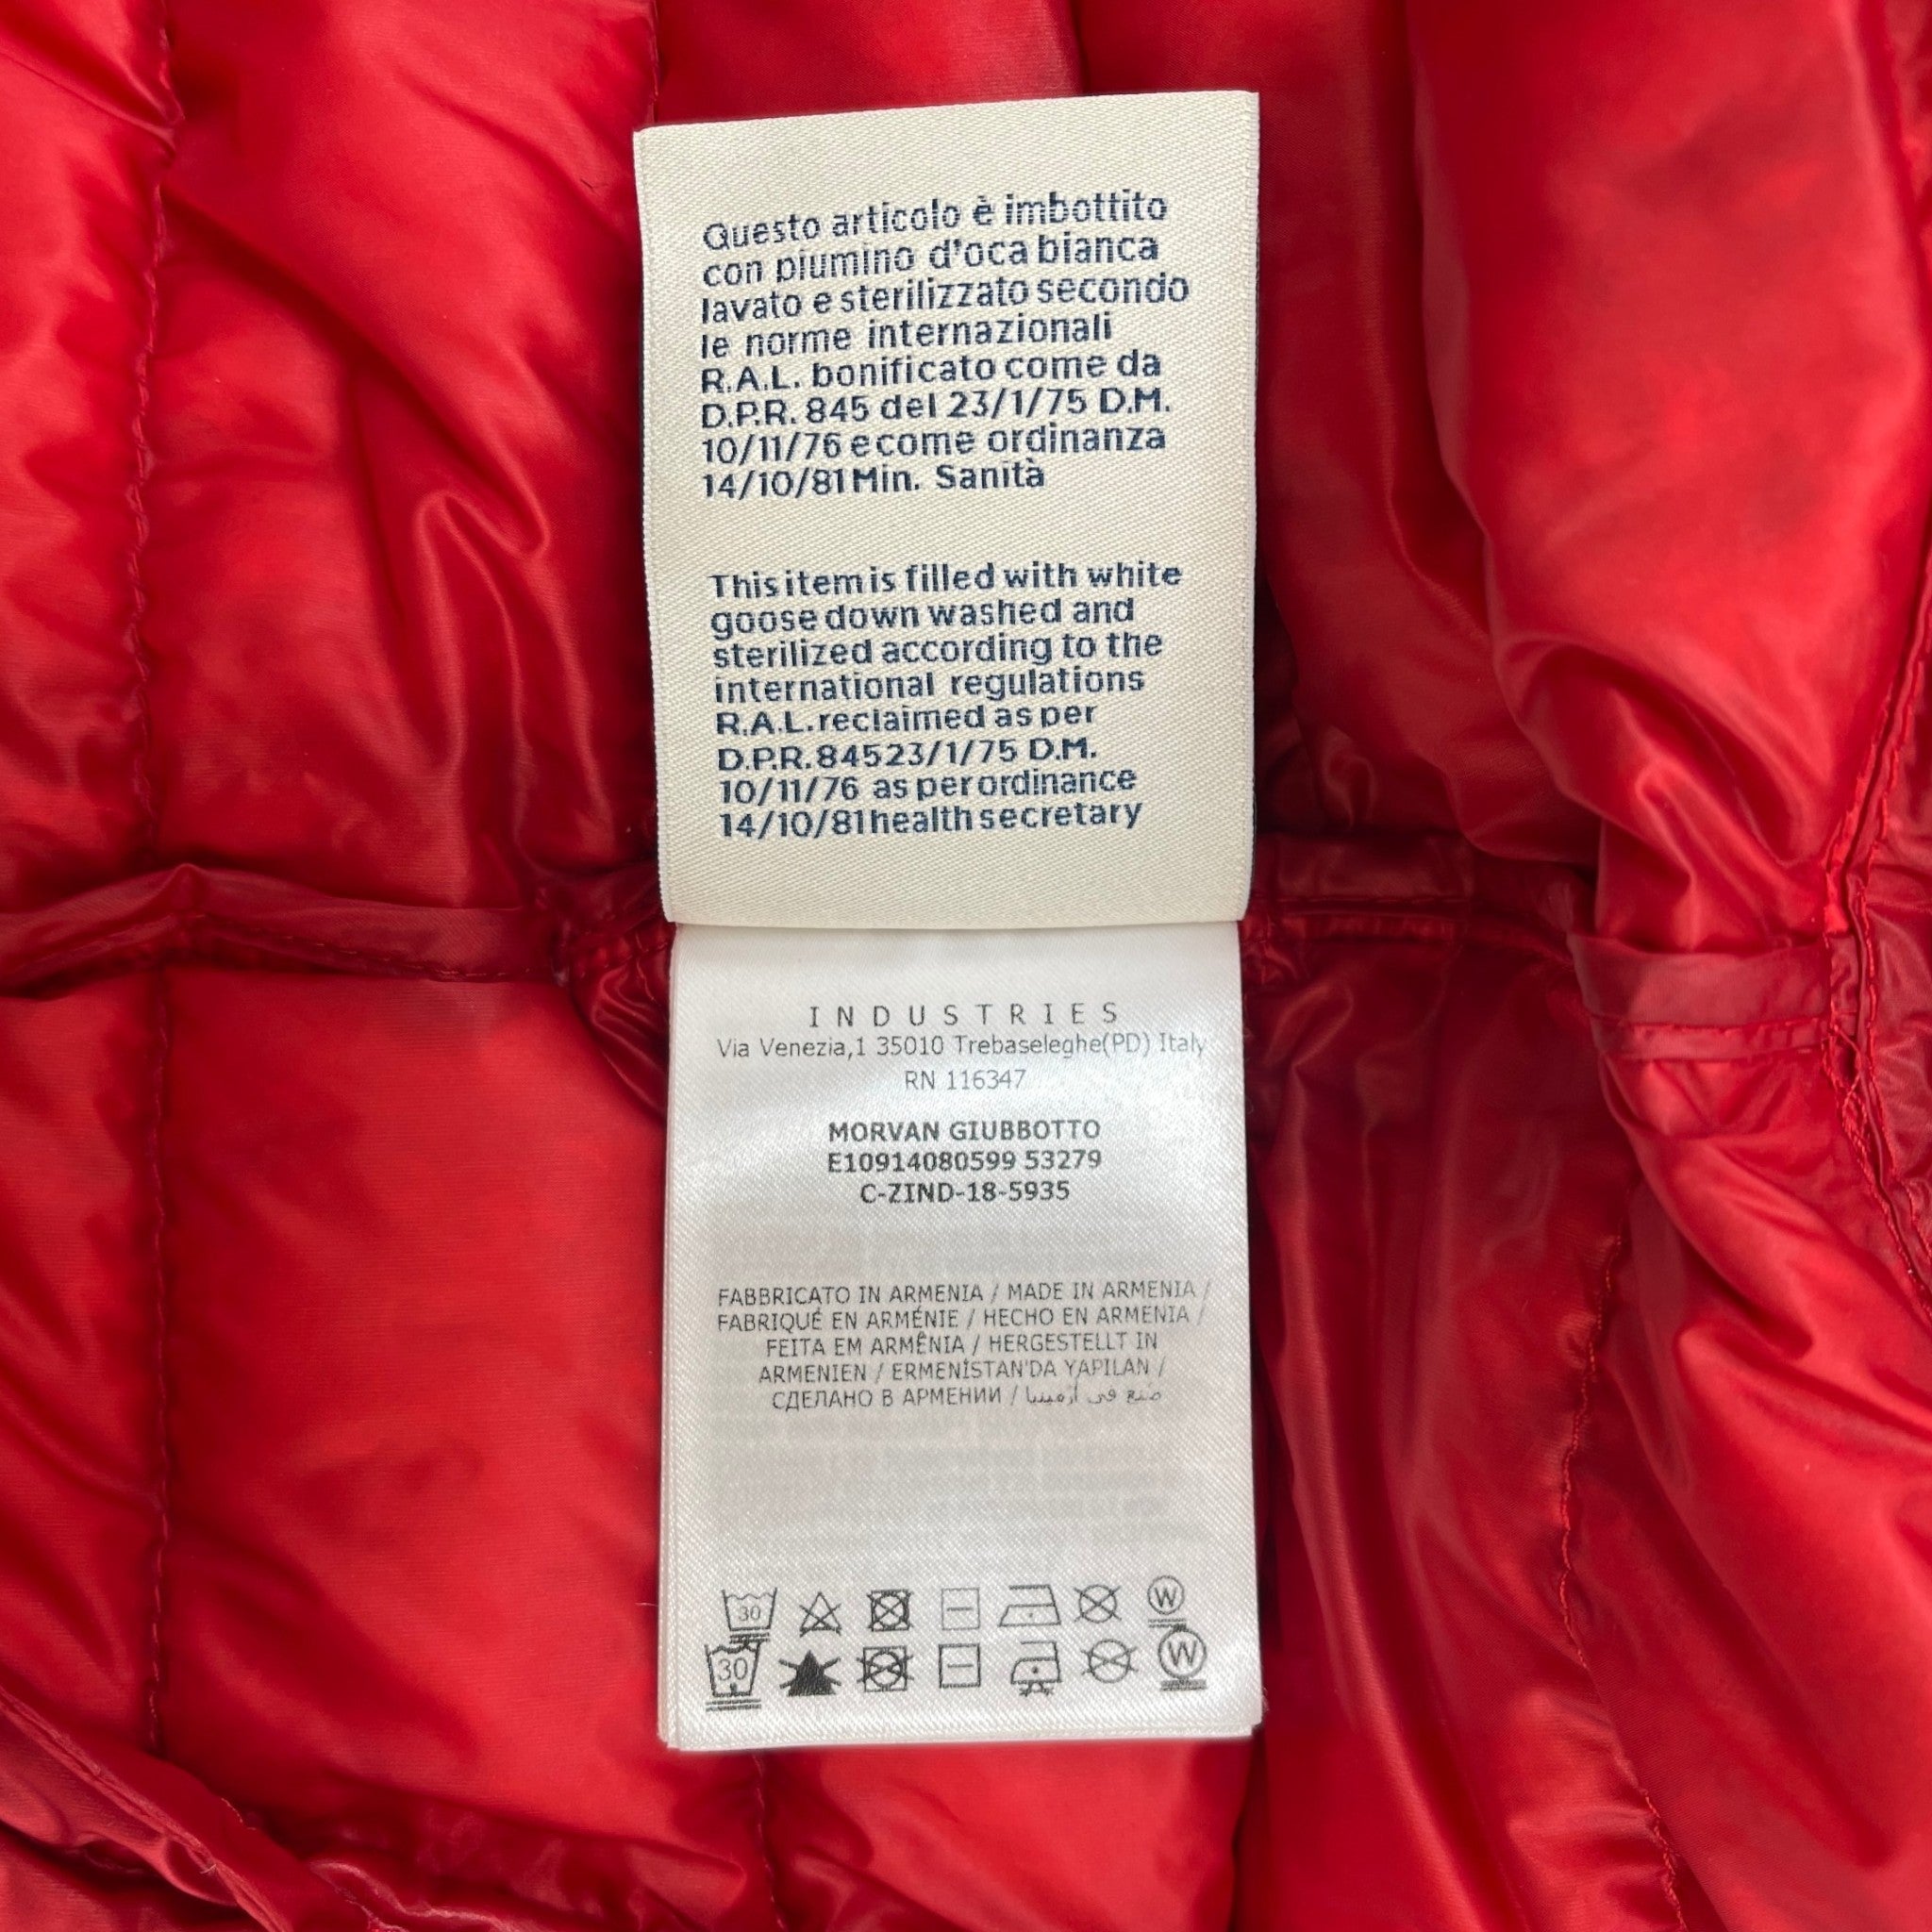 Questo articolo è imbottito
con piumino d'oca bianca
lavato e sterilizzato secondo
le norme internazionali
R.A.L. bonificato come da
D.P.R. 845 del 23/1/75 D.M.
10/11/76 e come ordinanza
14/10/81 Min. Sanità
This item is filled with white
goose down washed and
sterilized according to the
international regulations
R.A.L. reclaimed as per
D.P.R. 845 23/1/75 D.M.
10/11/76 as per ordinance
14/10/81 health secretary
INDUSTRIES
Via Venezia,1 35010 Trebaseleghe(PD) Italy
RN 116347
MORVAN GIUBBOTTO
E10914080599 53279
C-ZIND-18-5935
FABBRICATO IN ARMENIA / MADE IN ARMENIA /
FABRIQUÉ EN ARMÉNIE / HECHO EN ARMENIA /
FEITA EM ARMÊNIA / HERGESTELLT IN
ARMENIEN / ERMENİSTAN'DA YAPILAN /
СДЕЛАНО В АРМЕНИИ / صنع في أرمينيا
30 W
30 W